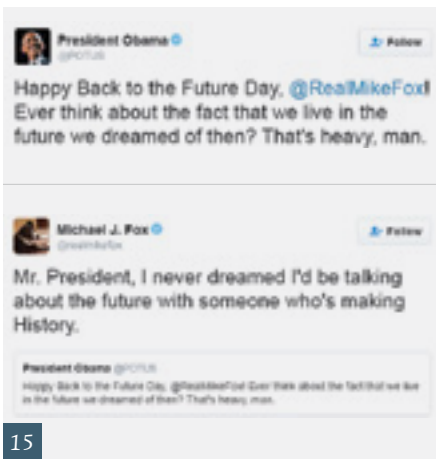 President Obama
@POTUS
Follow
Happy Back to the Future Day, @RealMikeFox!
Ever think about the fact that we live in the
future we dreamed of then? That's heavy, man.
Michael J. Fox
@realmikefox
Follow
Mr. President, I never dreamed I'd be talking
about the future with someone who's making
History.
President Obama @POTUS
Happy Back to the Future Day, @RealMikeFox! Ever think about the fact that we live
in the future we dreamed of then? That's heavy, man.
15